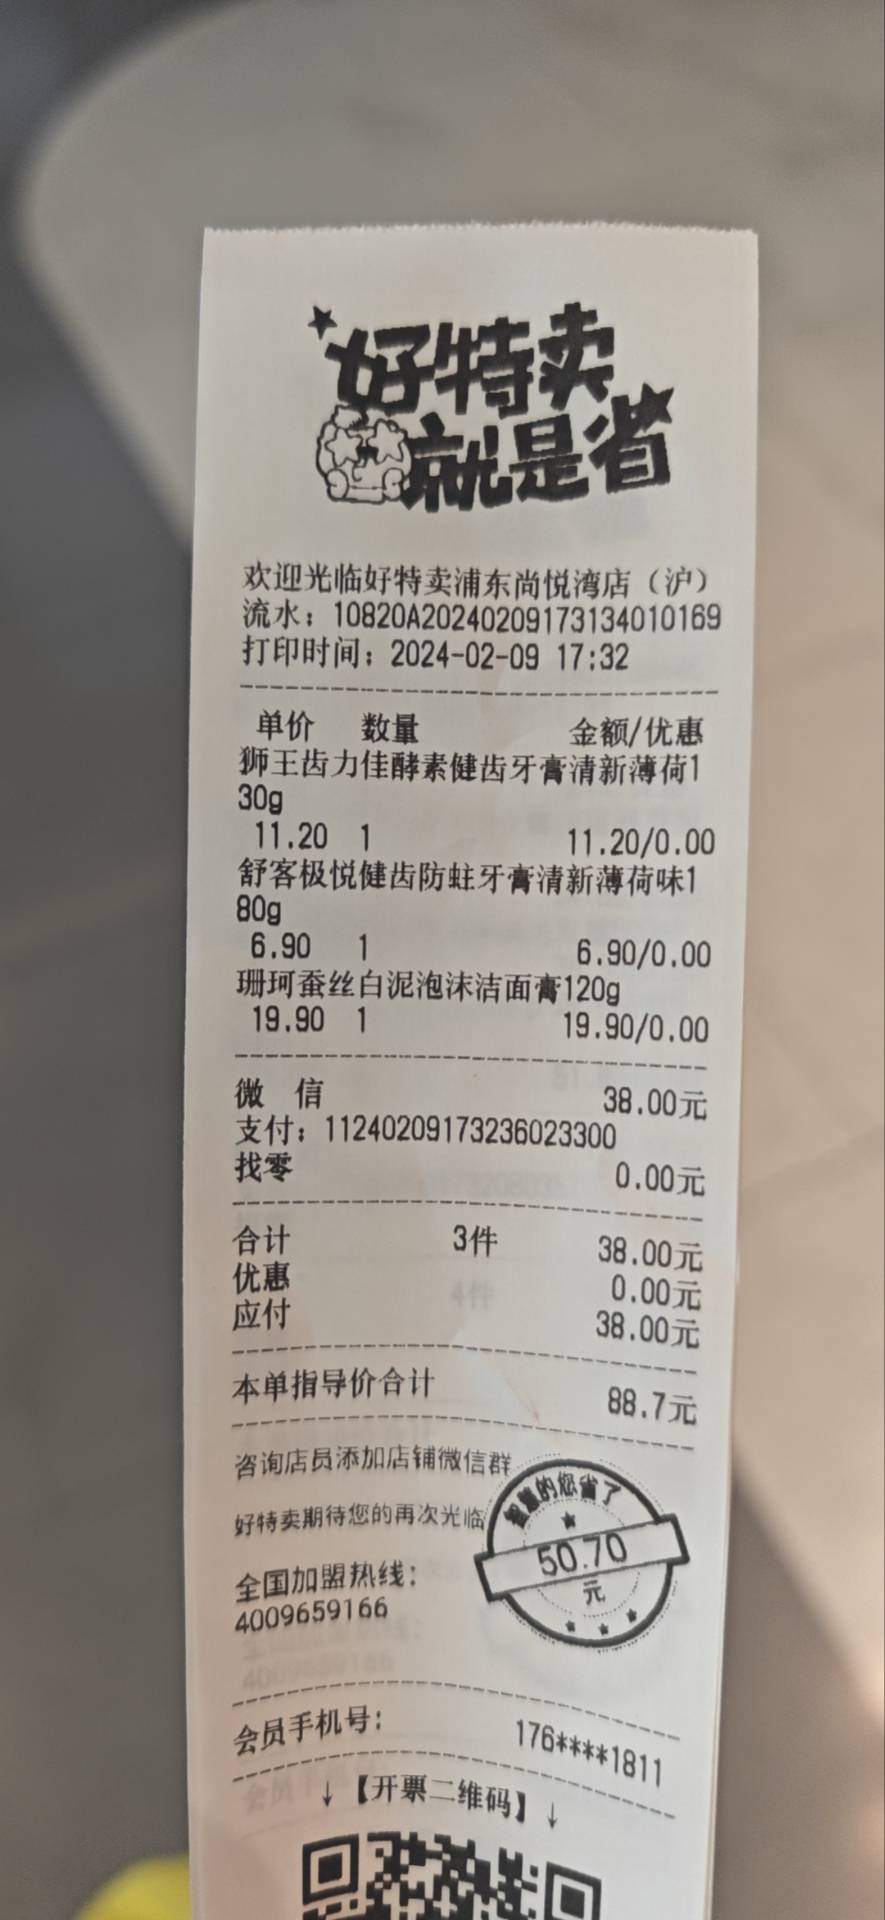 好特卖
就是省
欢迎光临好特卖浦东尚悦湾店（沪）
流水：10820A20240209173134010169
打印时间：2024-02-09 17:32
单价 数量 金额/优惠
狮王齿力佳酵素健齿牙膏清新薄荷1
30g
11.20 1 11.20/0.00
舒客极悦健齿防蛀牙膏清新薄荷味1
80g
6.90 1 6.90/0.00
珊珂蚕丝白泥泡沫洁面膏120g
19.90 1 19.90/0.00
微 信 38.00元
支付：11240209173236023300
找零 0.00元
合计 3件 38.00元
优惠 0.00元
应付 38.00元
本单指导价合计 88.7元
咨询店员添加店铺微信群
好特卖期待您的再次光临
智慧的您省了
50.70
元
全国加盟热线：
4009659166
会员手机号： 176****1811
↓【开票二维码】↓